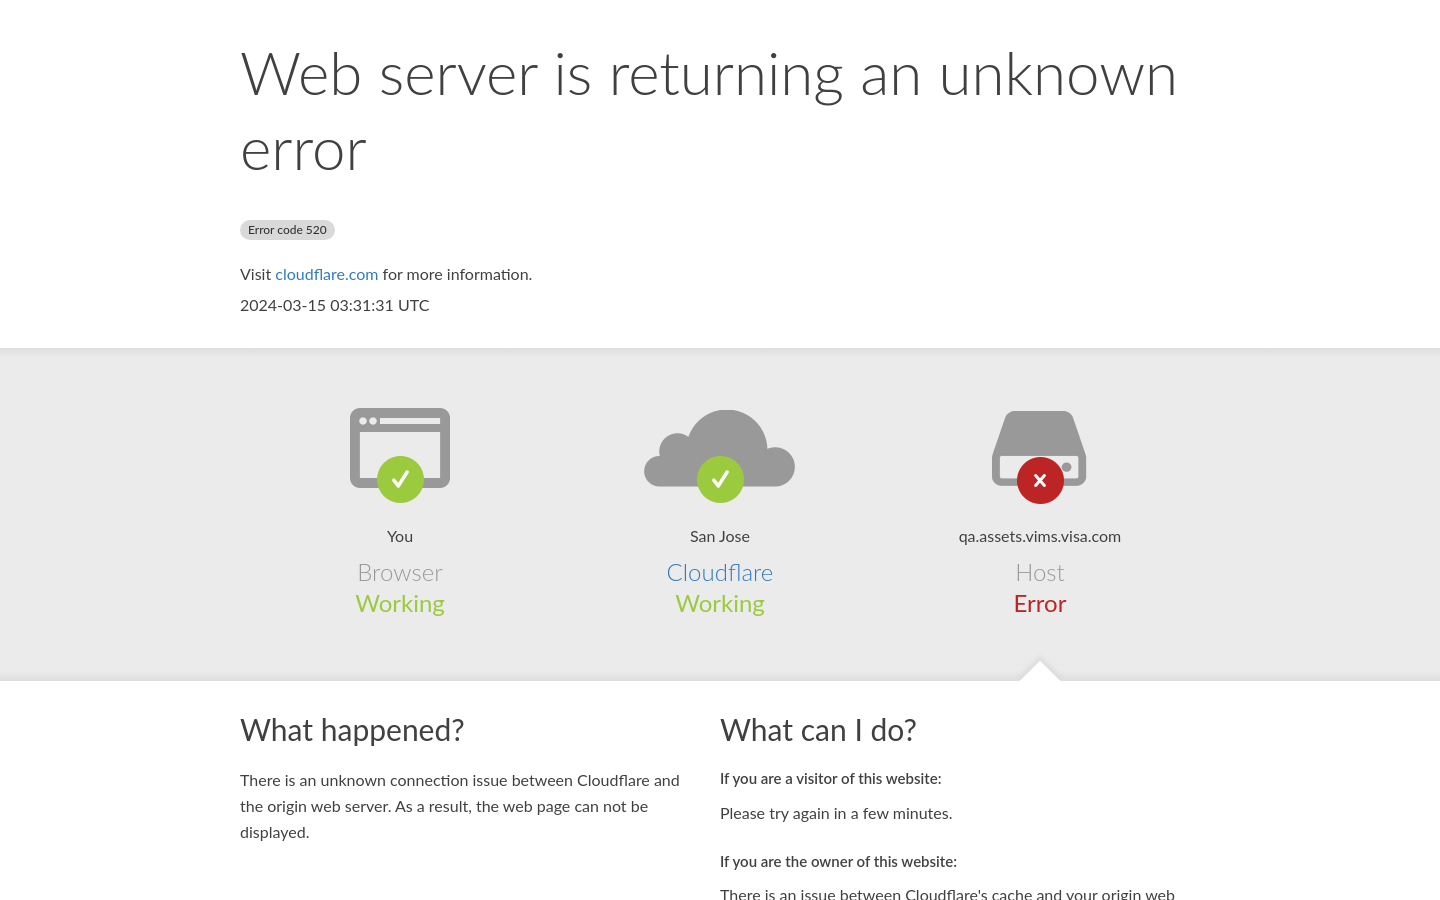 Web server is returning an unknown
error
Error code 520
Visit cloudflare.com for more information.
2024-03-15 03:31:31 UTC
You
Browser
Working
San Jose
Cloudflare
Working
qa.assets.vims.visa.com
Host
Error
What happened?
There is an unknown connection issue between Cloudflare and
the origin web server. As a result, the web page can not be
displayed.
What can I do?
If you are a visitor of this website:
Please try again in a few minutes.
If you are the owner of this website:
There is an issue between Cloudflare's cache and your origin web